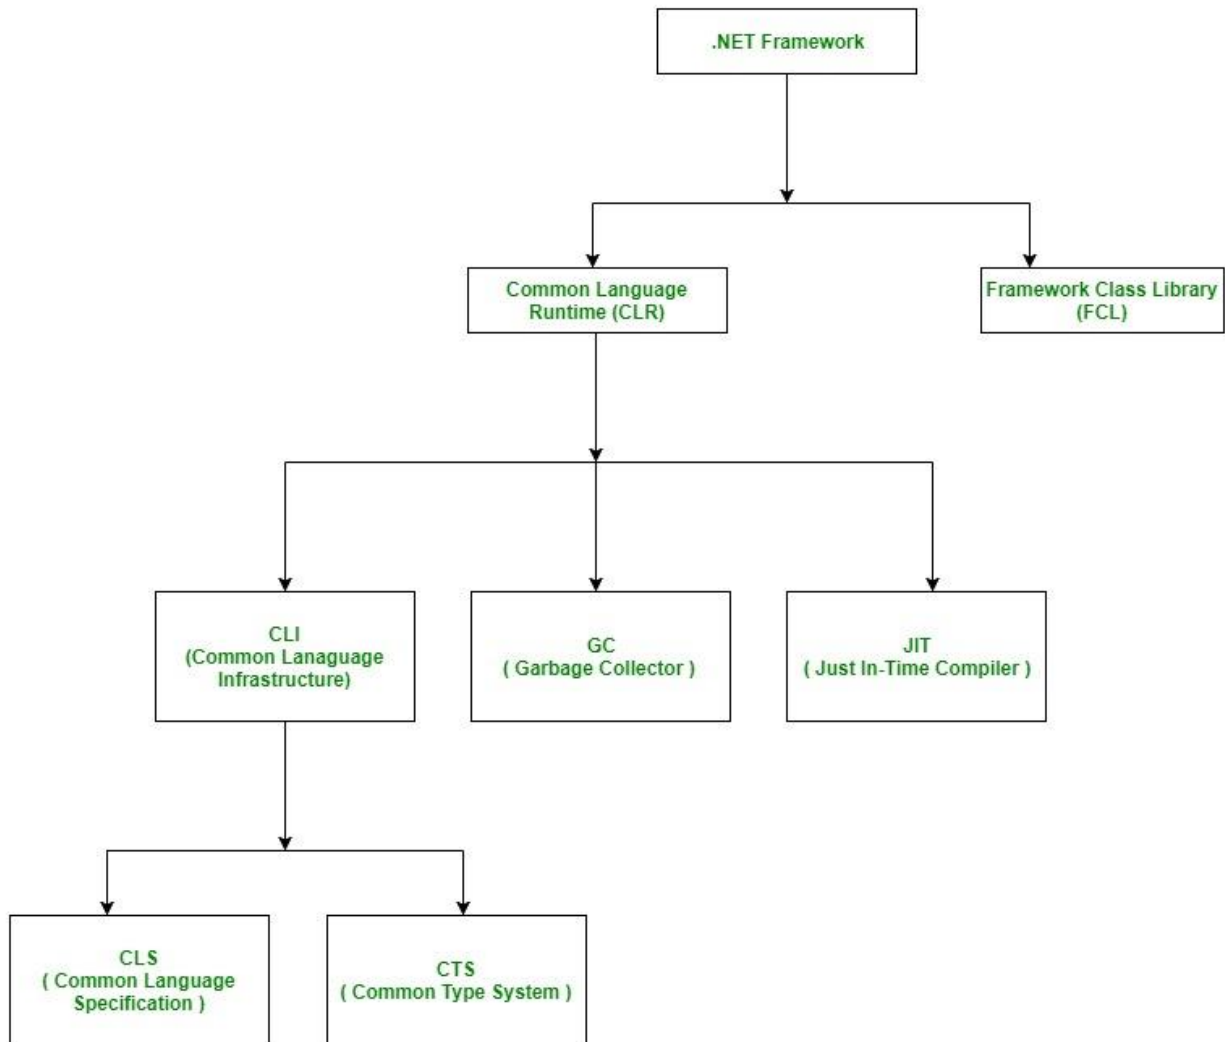 .NET Framework
Common Language
Runtime (CLR)
Framework Class Library
(FCL)
CLI
(Common Lanaguage
Infrastructure)
GC
( Garbage Collector )
JIT
( Just In-Time Compiler )
CLS
( Common Language
Specification )
CTS
( Common Type System )